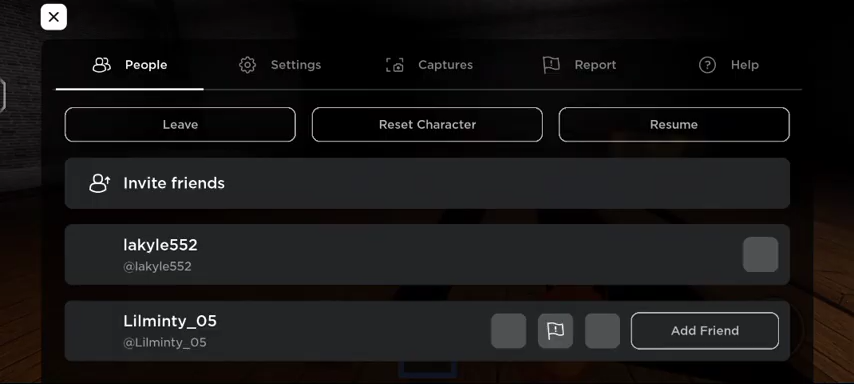 People
Settings
Captures
Report
Help
Leave
Reset Character
Resume
Invite friends
lakyle552
@lakyle552
Lilminty_05
@Lilminty_05
Add Friend